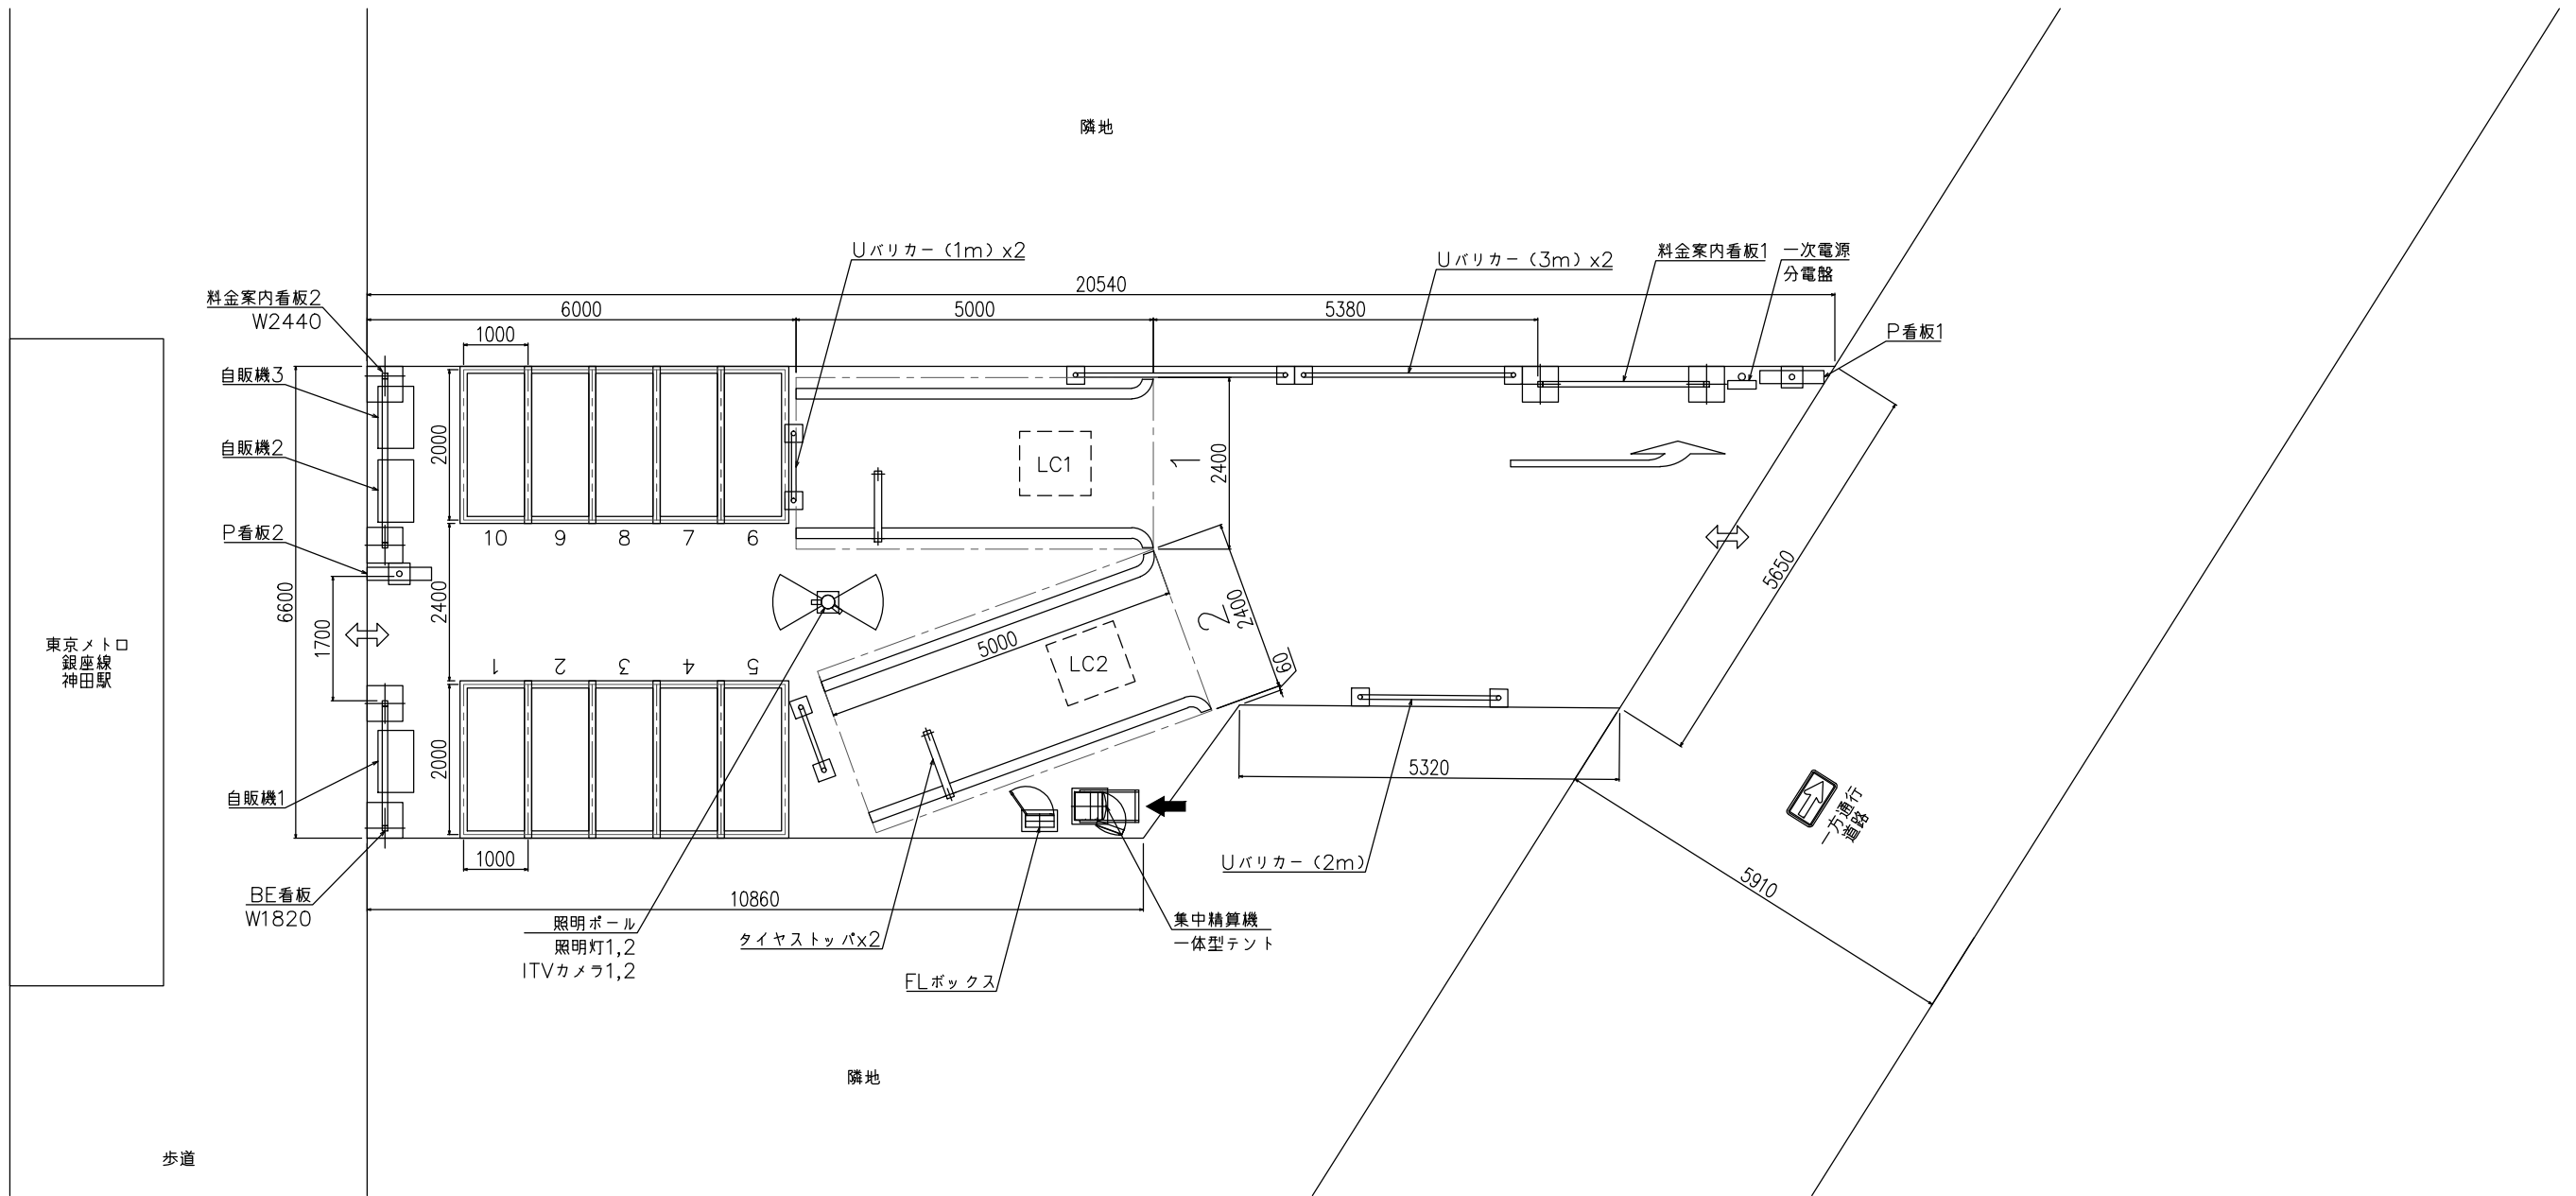 隣地
Uバリカー（1m）x2
Uバリカー（3m）x2
料金案内看板1
一次電源
分電盤
20540
料金案内看板2
W2440
6000
5000
5380
P看板1
1000
自販機3
2000
自販機2
LC1
1
2400
P看板2
10
9
8
7
6
6600
2400
1700
5650
2
2400
東京メトロ
銀座線
神田駅
1
2
3
4
5
5000
LC2
60
2000
5320
自販機1
一方通行
道路
1000
Uバリカー（2m）
5910
BE看板
W1820
10860
照明ポール
照明灯1,2
ITVカメラ1,2
タイヤストッパx2
集中精算機
一体型テント
FLボックス
隣地
歩道